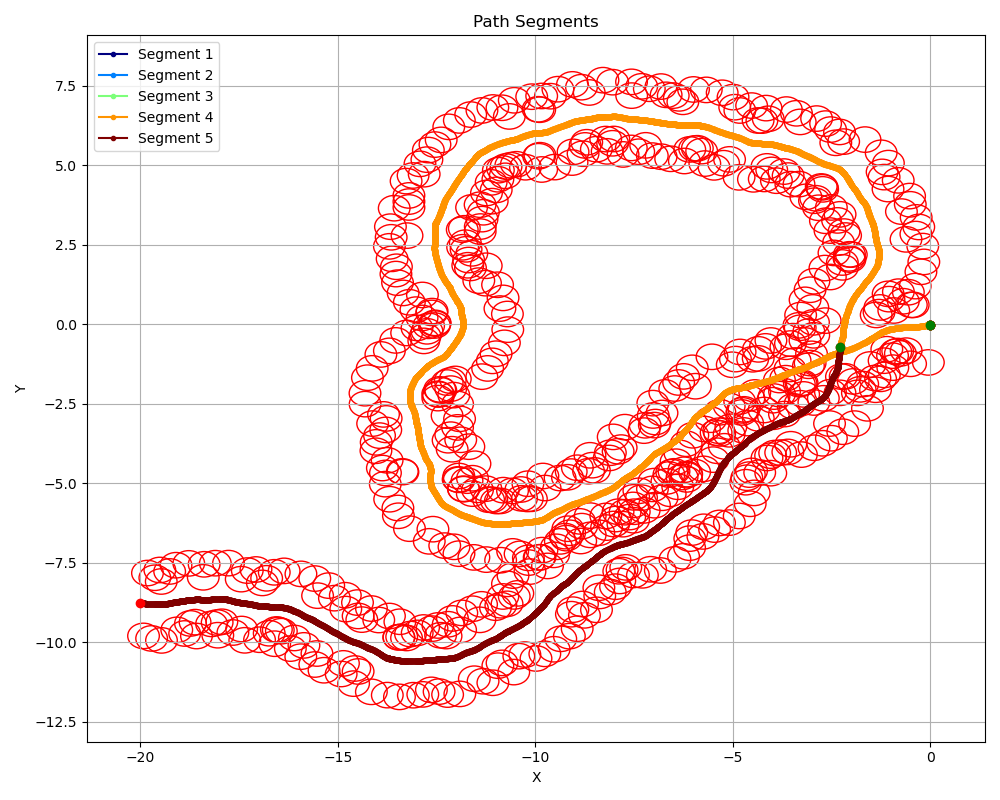 Path Segments
Segment 1
Segment 2
Segment 3
Segment 4
Segment 5
7.5
5.0
2.5
0.0
−2.5
−5.0
−7.5
−10.0
−12.5
Y
−20
−15
−10
−5
0
X